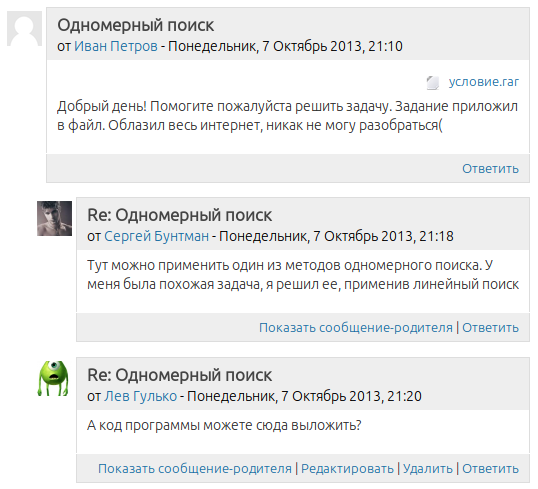 Одномерный поиск
от Иван Петров - Понедельник, 7 Октябрь 2013, 21:10
условие.rar
Добрый день! Помогите пожалуйста решить задачу. Задание приложил
в файл. Облазил весь интернет, никак не могу разобраться(
Ответить
Re: Одномерный поиск
от Сергей Бунтман - Понедельник, 7 Октябрь 2013, 21:18
Тут можно применить один из методов одномерного поиска. У
меня была похожая задача, я решил ее, применив линейный поиск
Показать сообщение-родителя | Ответить
Re: Одномерный поиск
от Лев Гулько - Понедельник, 7 Октябрь 2013, 21:20
А код программы можете сюда выложить?
Показать сообщение-родителя | Редактировать | Удалить | Ответить